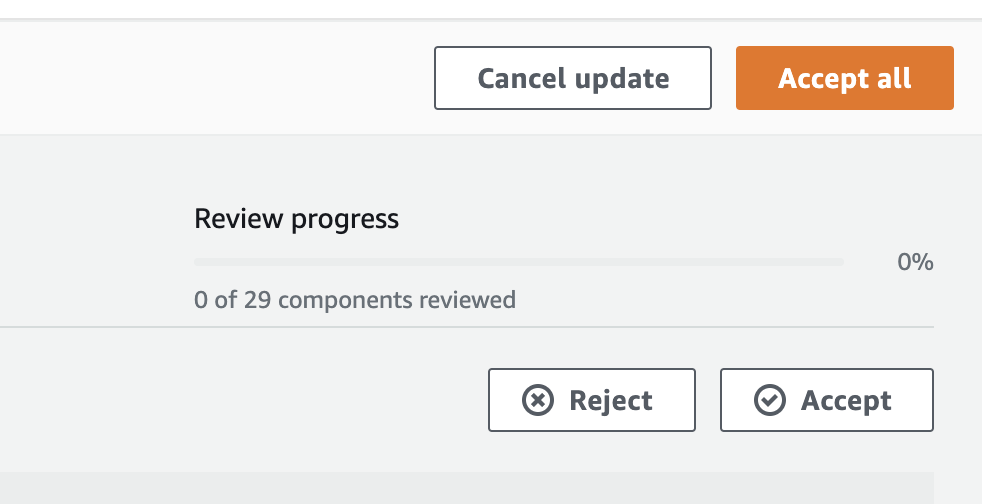 Cancel update
Accept all
Review progress
0%
0 of 29 components reviewed
Reject
Accept